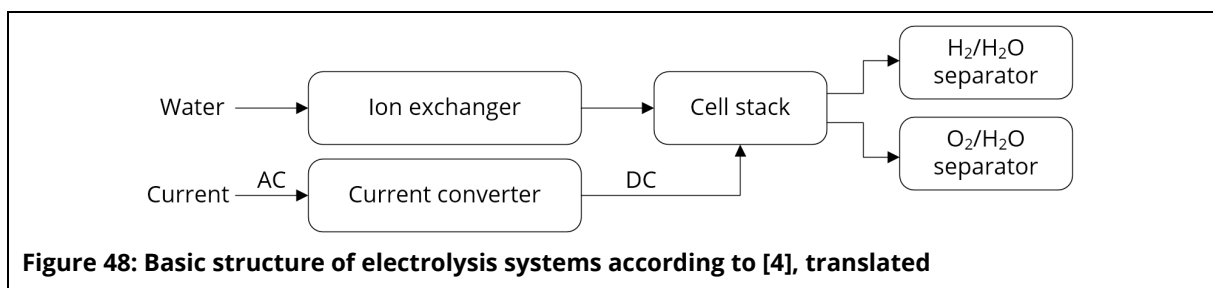 H₂/H₂O
separator
Water
Ion exchanger
Cell stack
O₂/H₂O
separator
Current
AC
Current converter
DC
Figure 48: Basic structure of electrolysis systems according to [4], translated